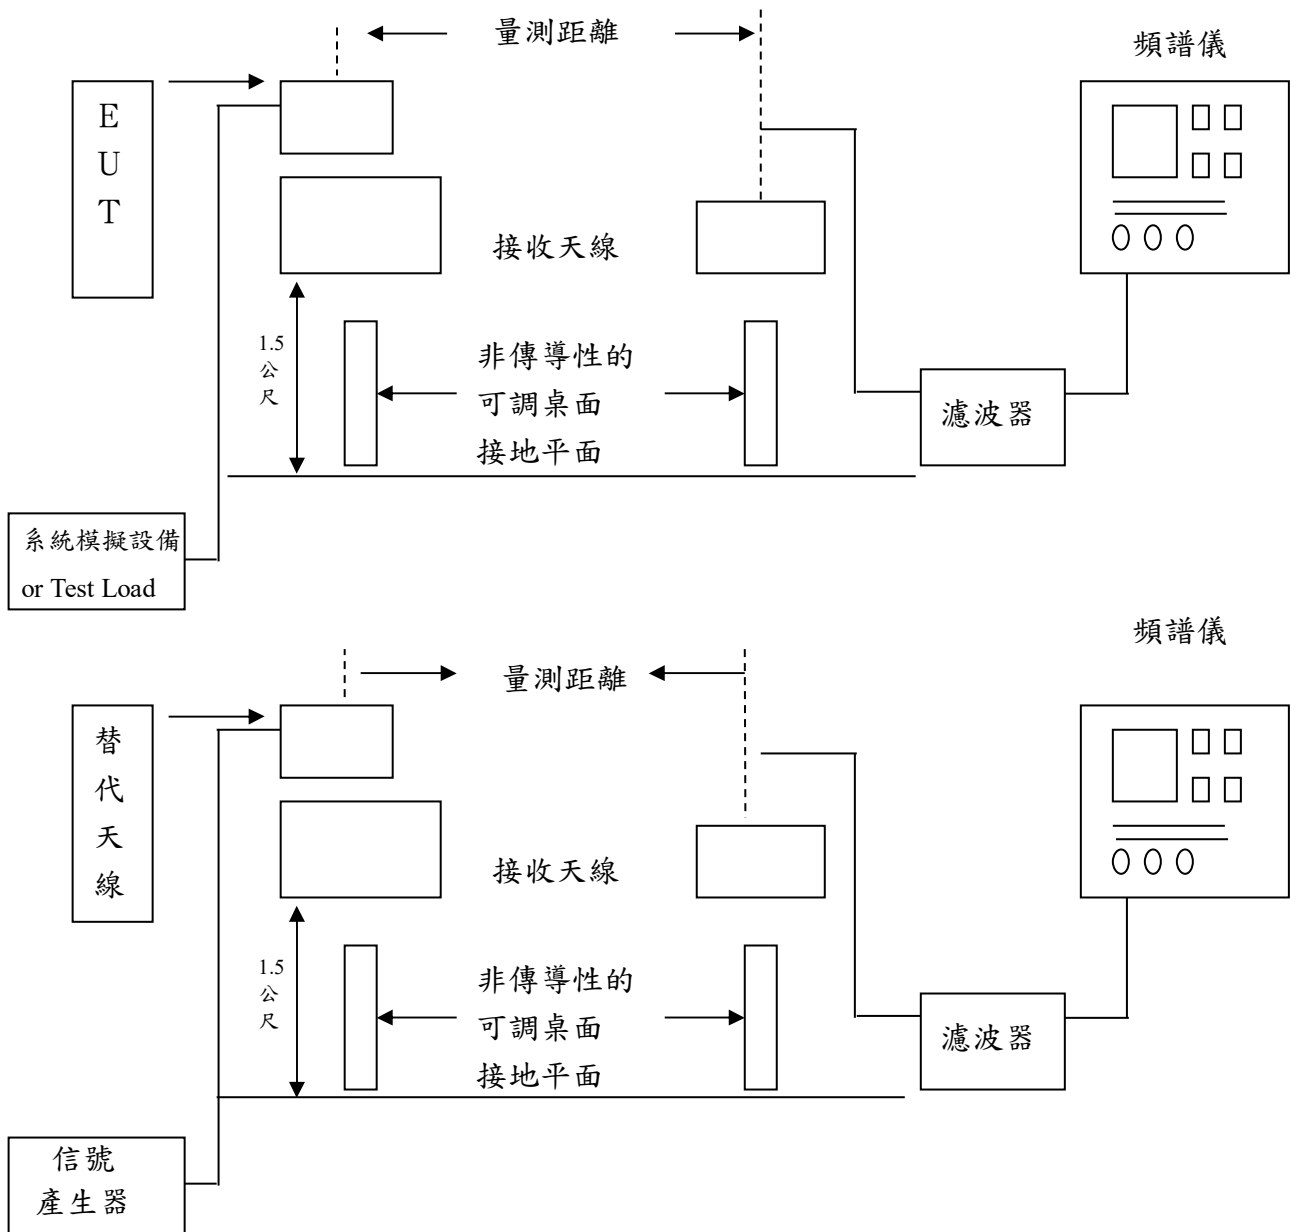 量測距離
頻譜儀
E
U
T
接收天線
1.5
公
尺
非傳導性的
可調桌面
接地平面
濾波器
系統模擬設備
or Test Load
頻譜儀
量測距離
替
代
天
線
接收天線
1.5
公
尺
非傳導性的
可調桌面
接地平面
濾波器
信號
產生器